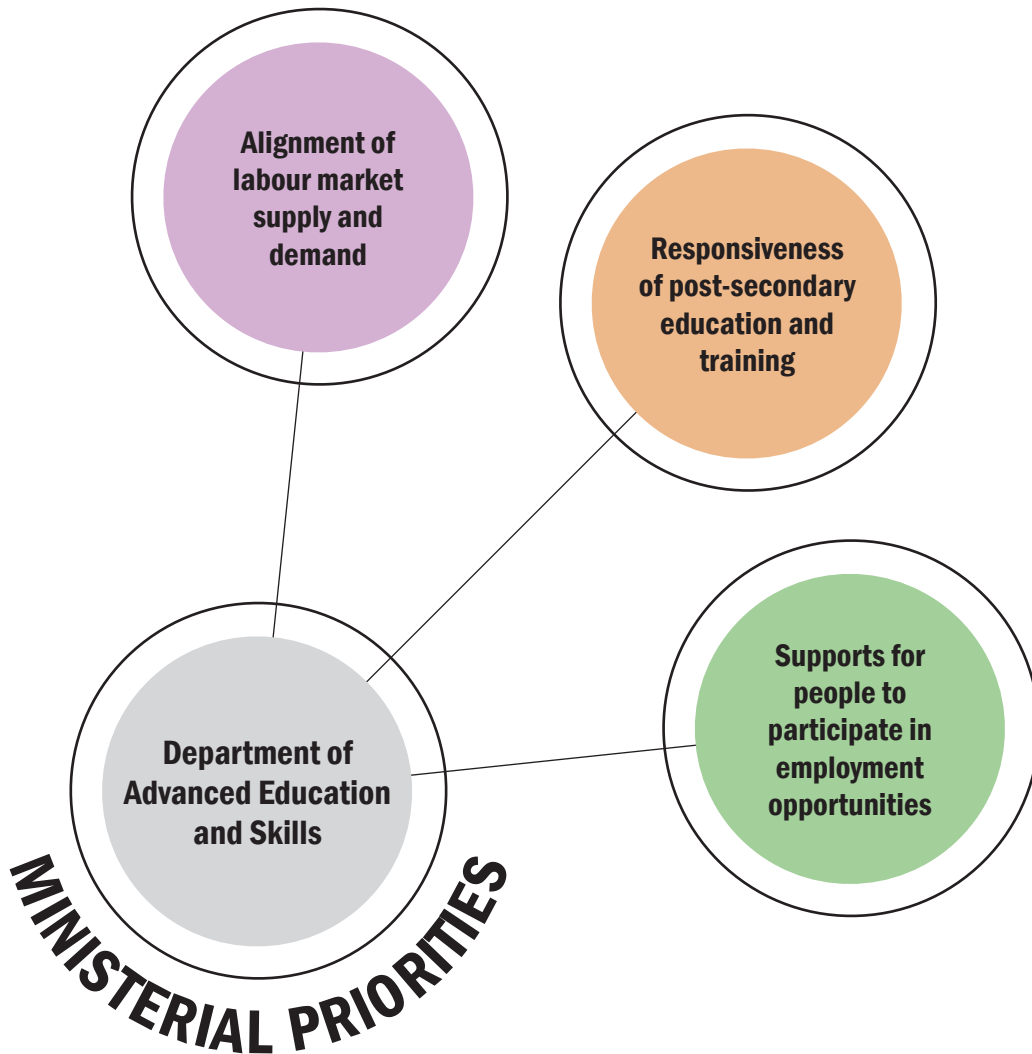 Alignment of
labour market
supply and
demand
Responsiveness
of post-secondary
education and
training
Supports for
people to
participate in
employment
opportunities
Department of
Advanced Education
and Skills
MINISTERIAL PRIORITIES